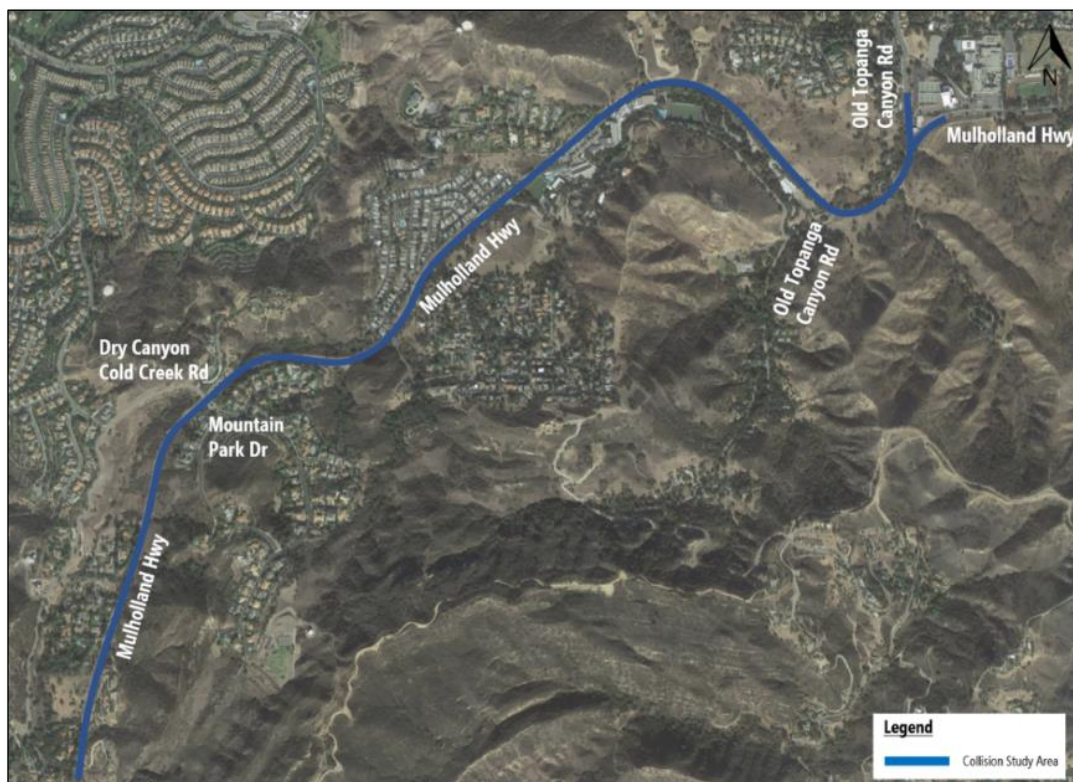 Old Topanga
Canyon Rd
N
Mulholland Hwy
Old Topanga
Canyon Rd
Mulholland Hwy
Dry Canyon
Cold Creek Rd
Mountain
Park Dr
Mulholland Hwy
Legend
Collision Study Area